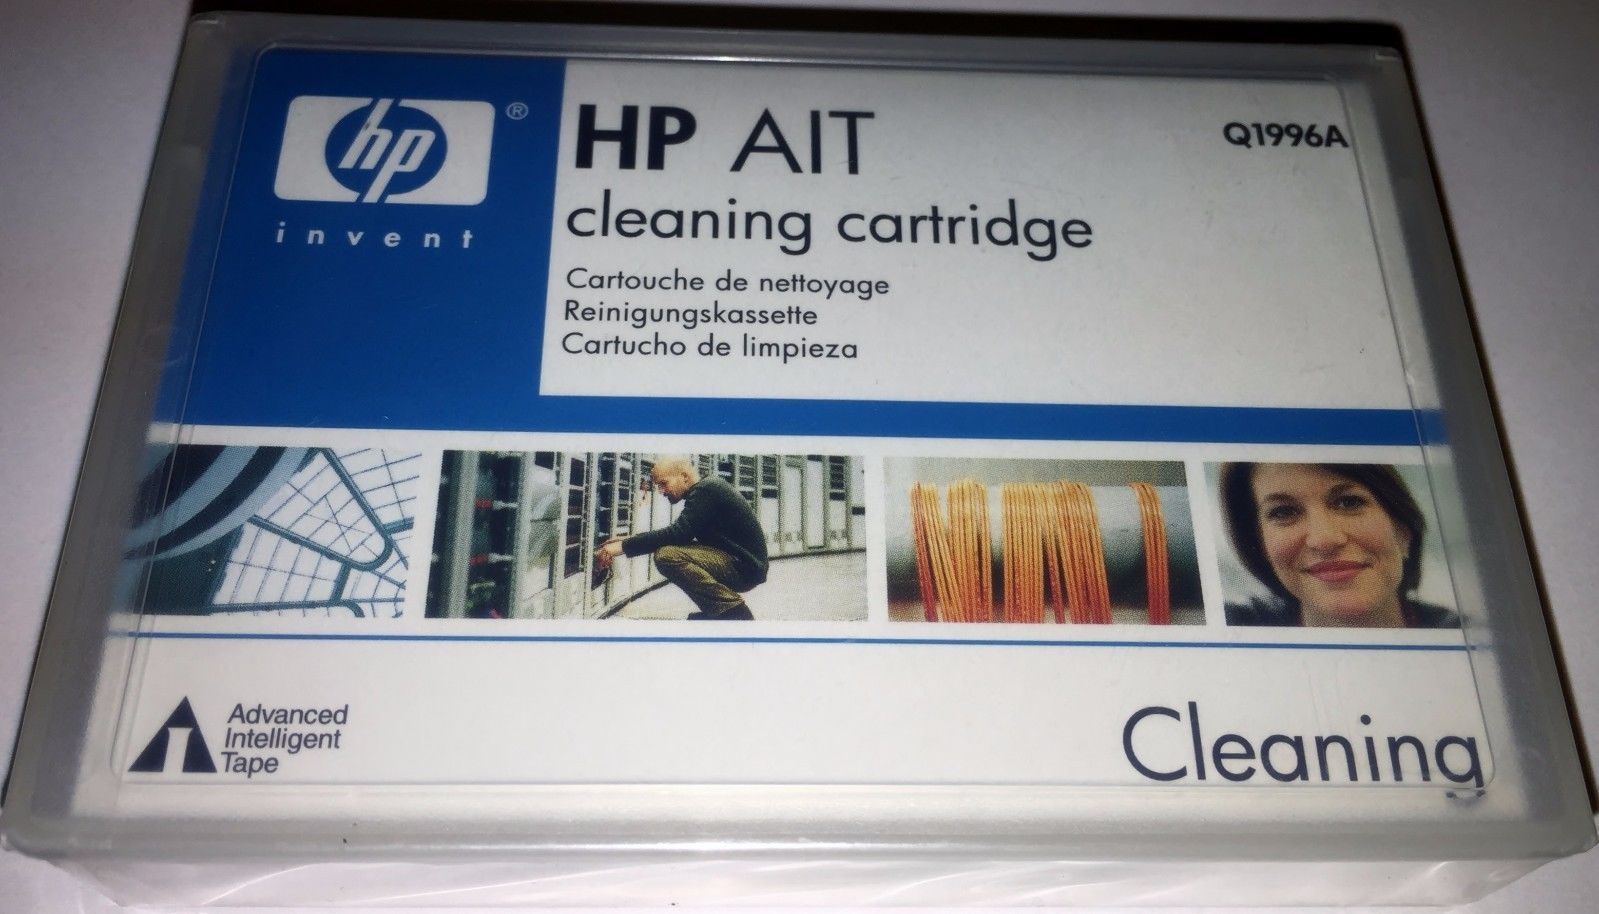 hp ®
invent
HP AIT
Q1996A
cleaning cartridge
Cartouche de nettoyage
Reinigungskassette
Cartucho de limpieza
Advanced
Intelligent
Tape
Cleaning